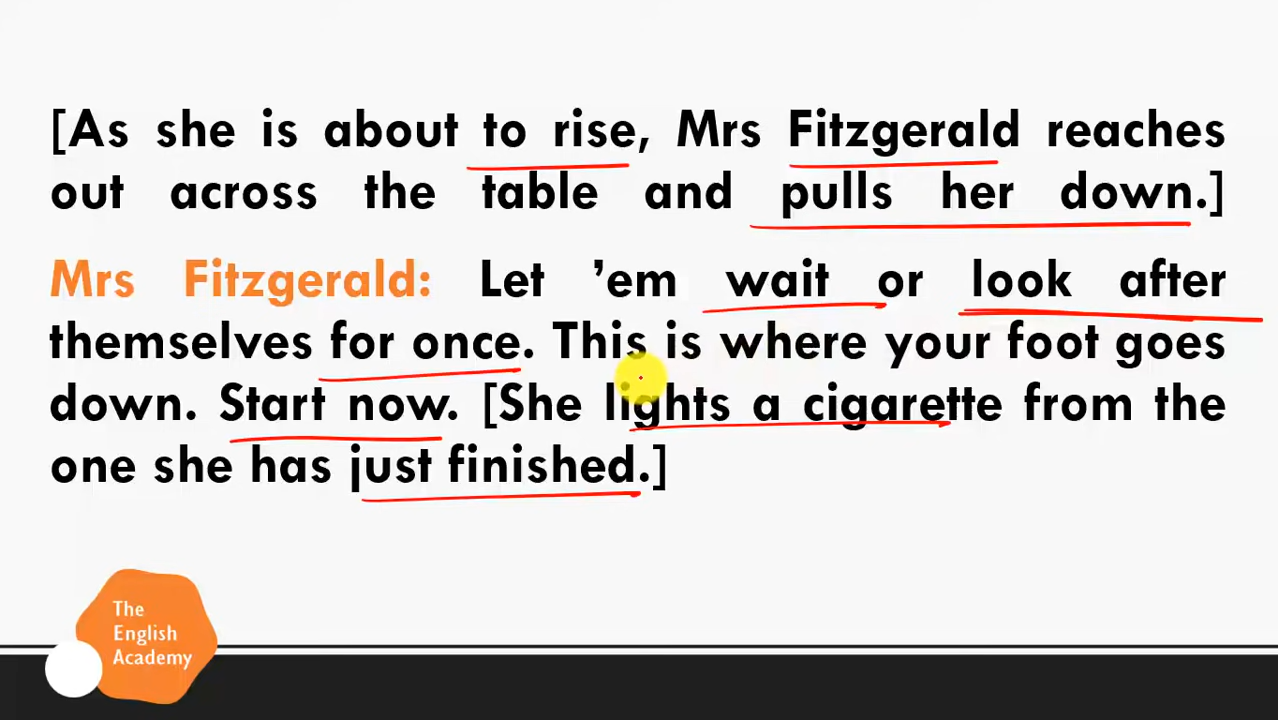 [As she is about to rise, Mrs Fitzgerald reaches
out across the table and pulls her down.]
Mrs Fitzgerald: Let ’em wait or look after
themselves for once. This is where your foot goes
down. Start now. [She lights a cigarette from the
one she has just finished.]
The
English
Academy